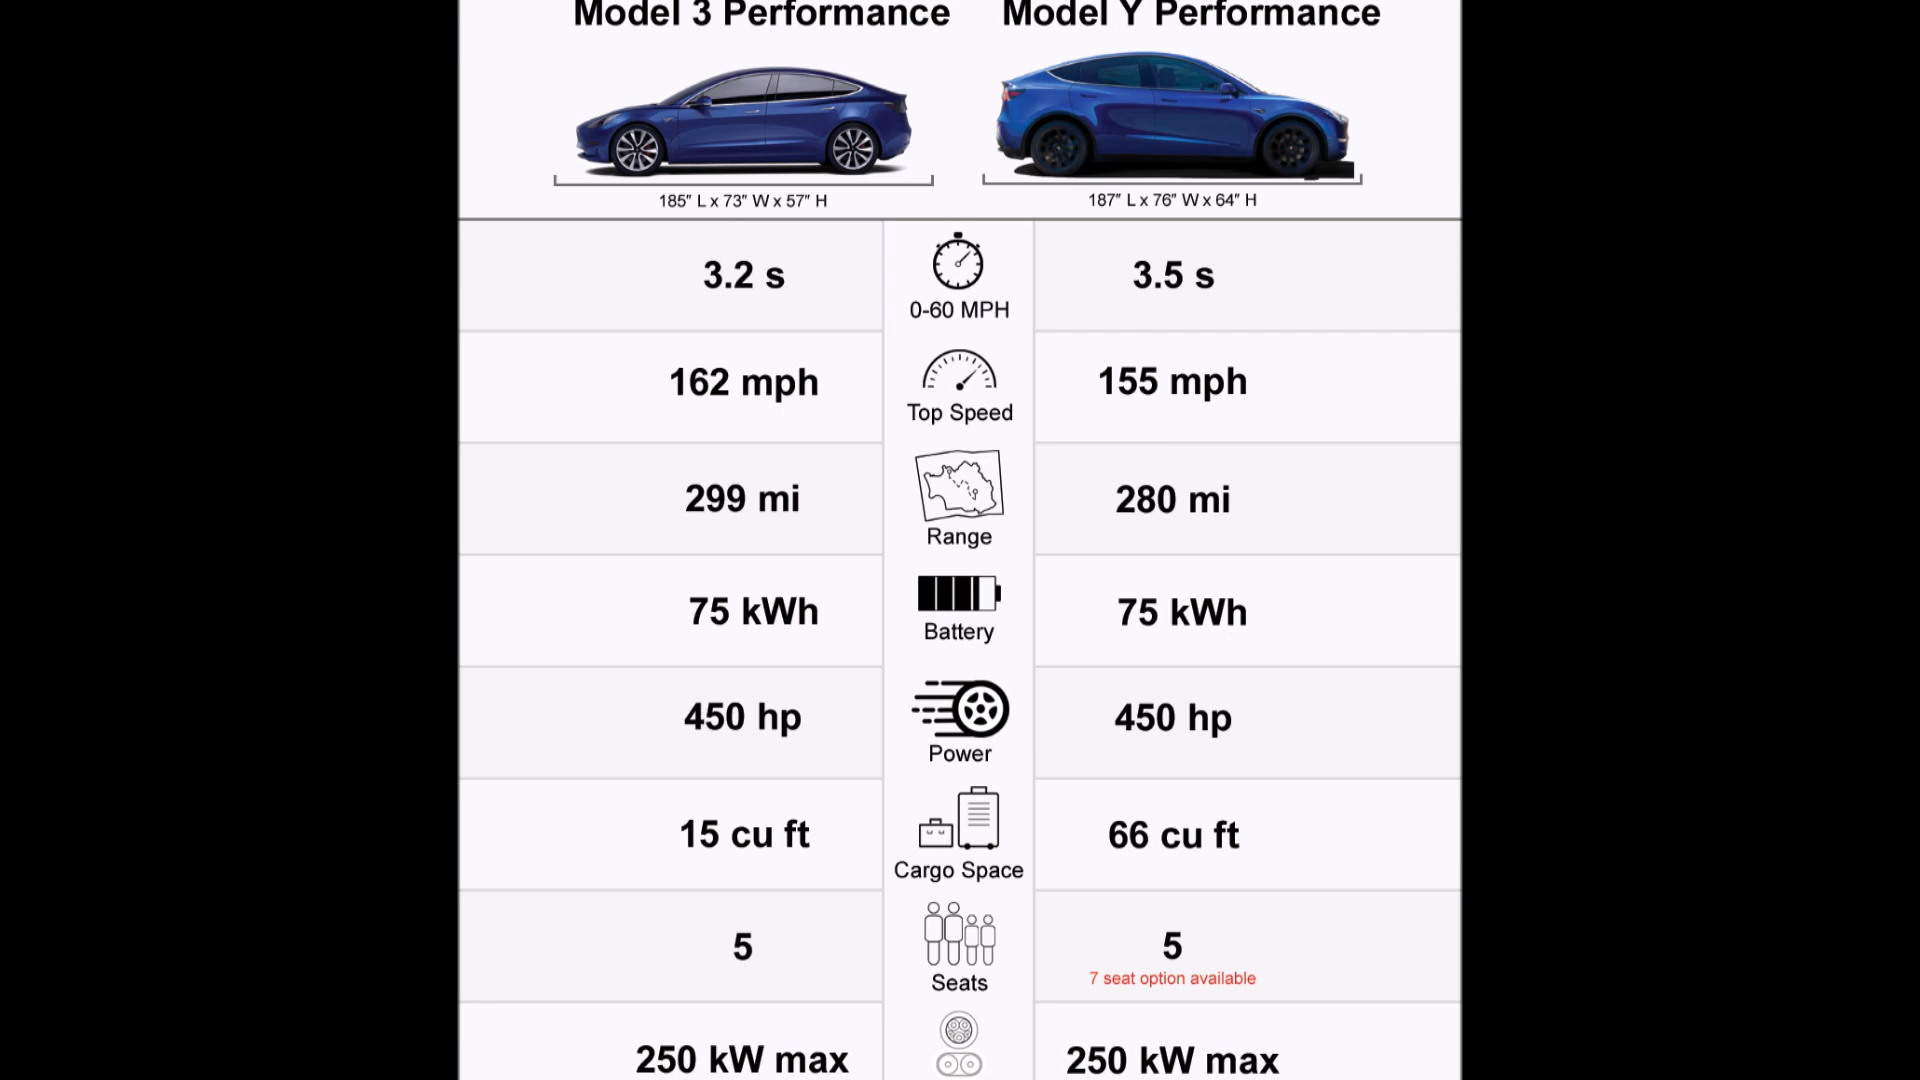 Model 3 Performance
Model Y Performance
185" L x 73" W x 57" H
187" L x 76" W x 64" H
3.2 s
0-60 MPH
3.5 s
162 mph
Top Speed
155 mph
299 mi
Range
280 mi
75 kWh
Battery
75 kWh
450 hp
Power
450 hp
15 cu ft
Cargo Space
66 cu ft
5
Seats
5
7 seat option available
250 kW max
250 kW max